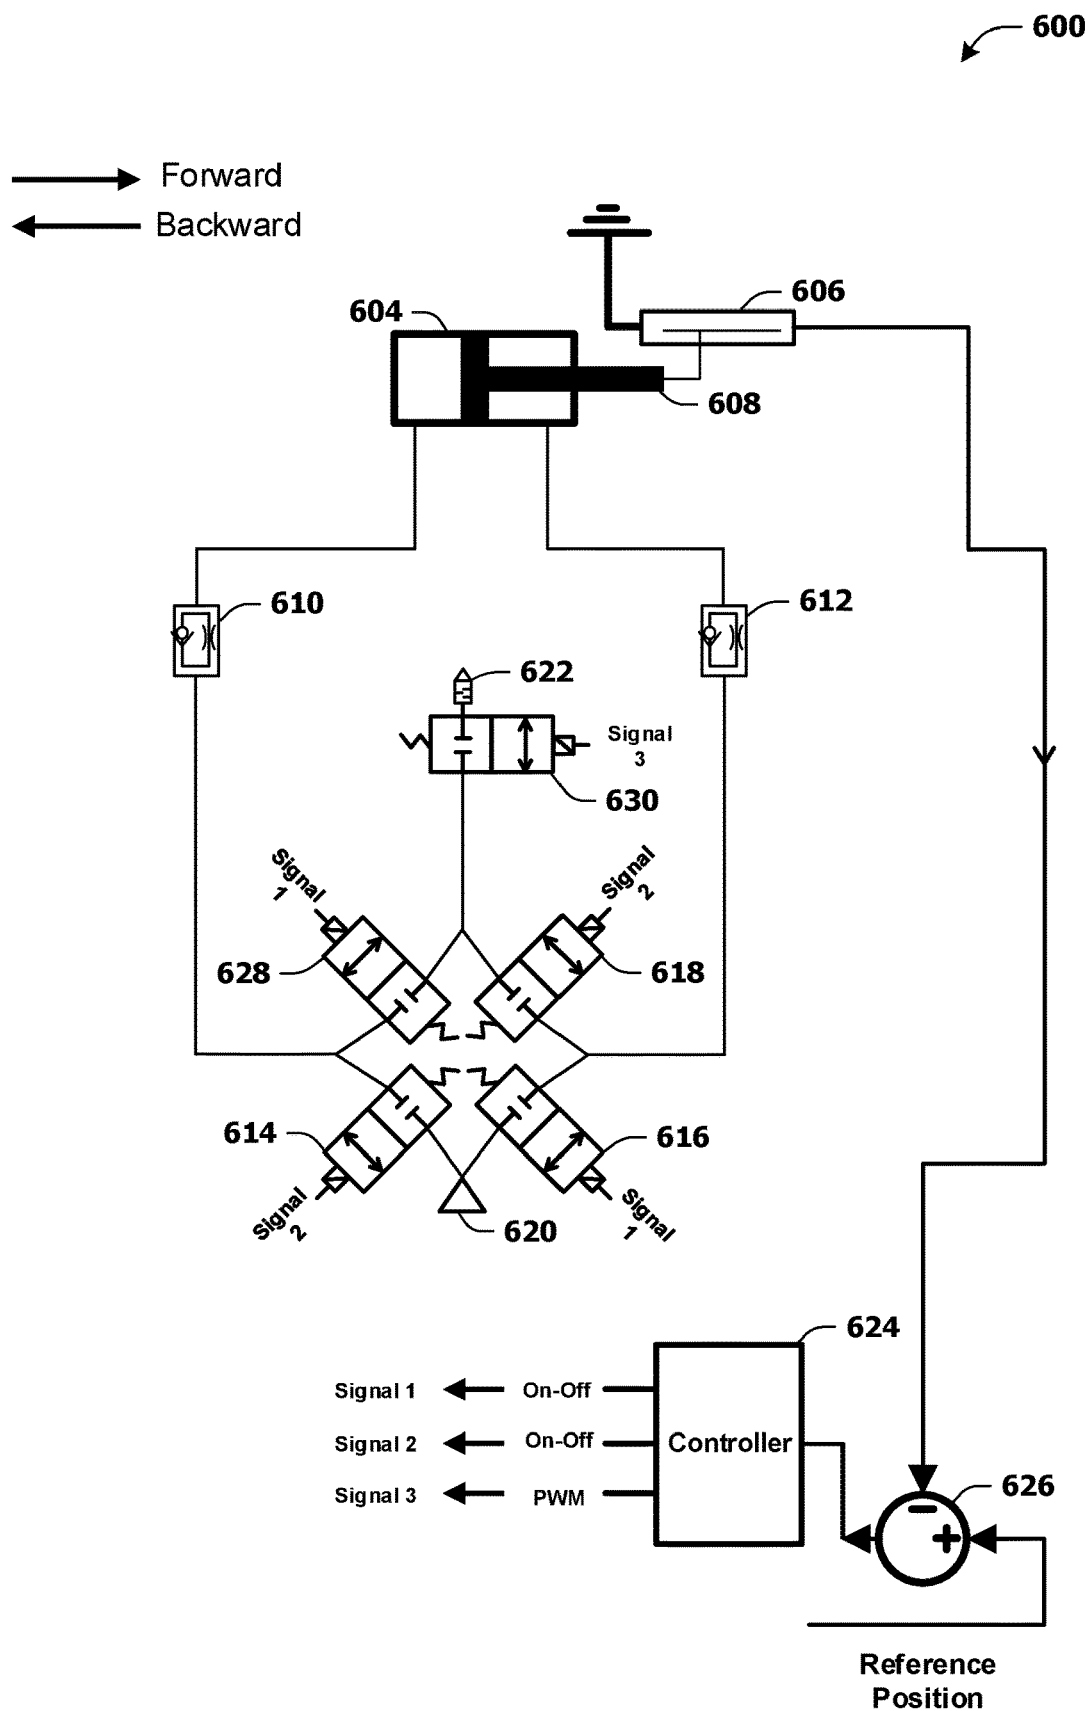 600
Forward
Backward
606
604
608
610
612
622
Signal
3
630
Signal
1
Signal
2
628
618
614
616
Signal
2
620
Signal
1
624
Signal 1
On-Off
Signal 2
On-Off
Controller
Signal 3
PWM
626
−
+
Reference
Position